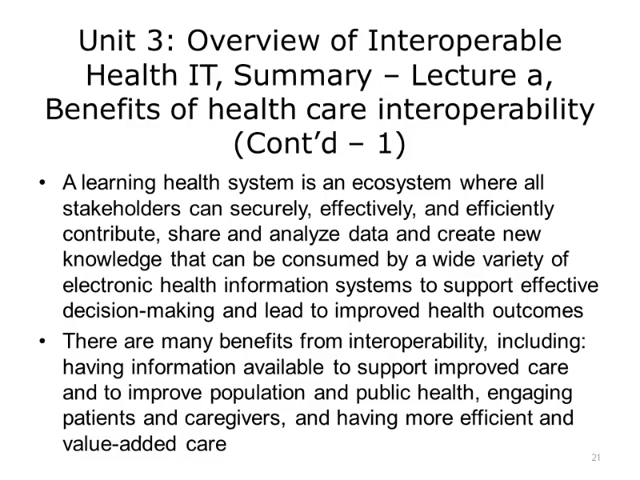 Unit 3: Overview of Interoperable
Health IT, Summary – Lecture a,
Benefits of health care interoperability
(Cont’d – 1)
• A learning health system is an ecosystem where all
stakeholders can securely, effectively, and efficiently
contribute, share and analyze data and create new
knowledge that can be consumed by a wide variety of
electronic health information systems to support effective
decision-making and lead to improved health outcomes
• There are many benefits from interoperability, including:
having information available to support improved care
and to improve population and public health, engaging
patients and caregivers, and having more efficient and
value-added care
21